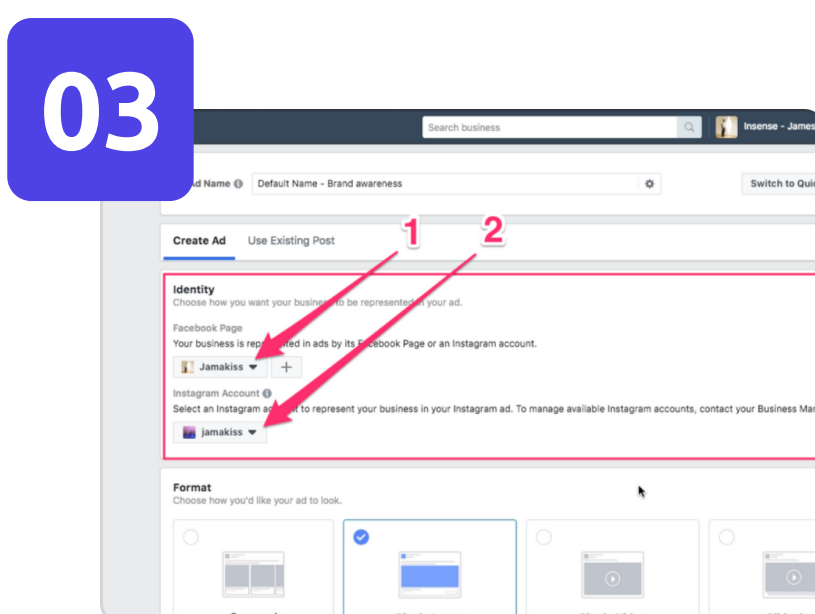 03
Search business
Insense - James
Ad Name
Default Name - Brand awareness
Switch to
1
2
Create Ad
Use Existing Post
Identity
Choose how you want your business to be represented in your ad.
Facebook Page
Your business is represented in ads by its Facebook Page or an Instagram account.
Jamakiss
Instagram Account
Select an Instagram account to represent your business in your Instagram ad. To manage available Instagram accounts, contact your Business
jamakiss
Format
Choose how you'd like your ad to look.